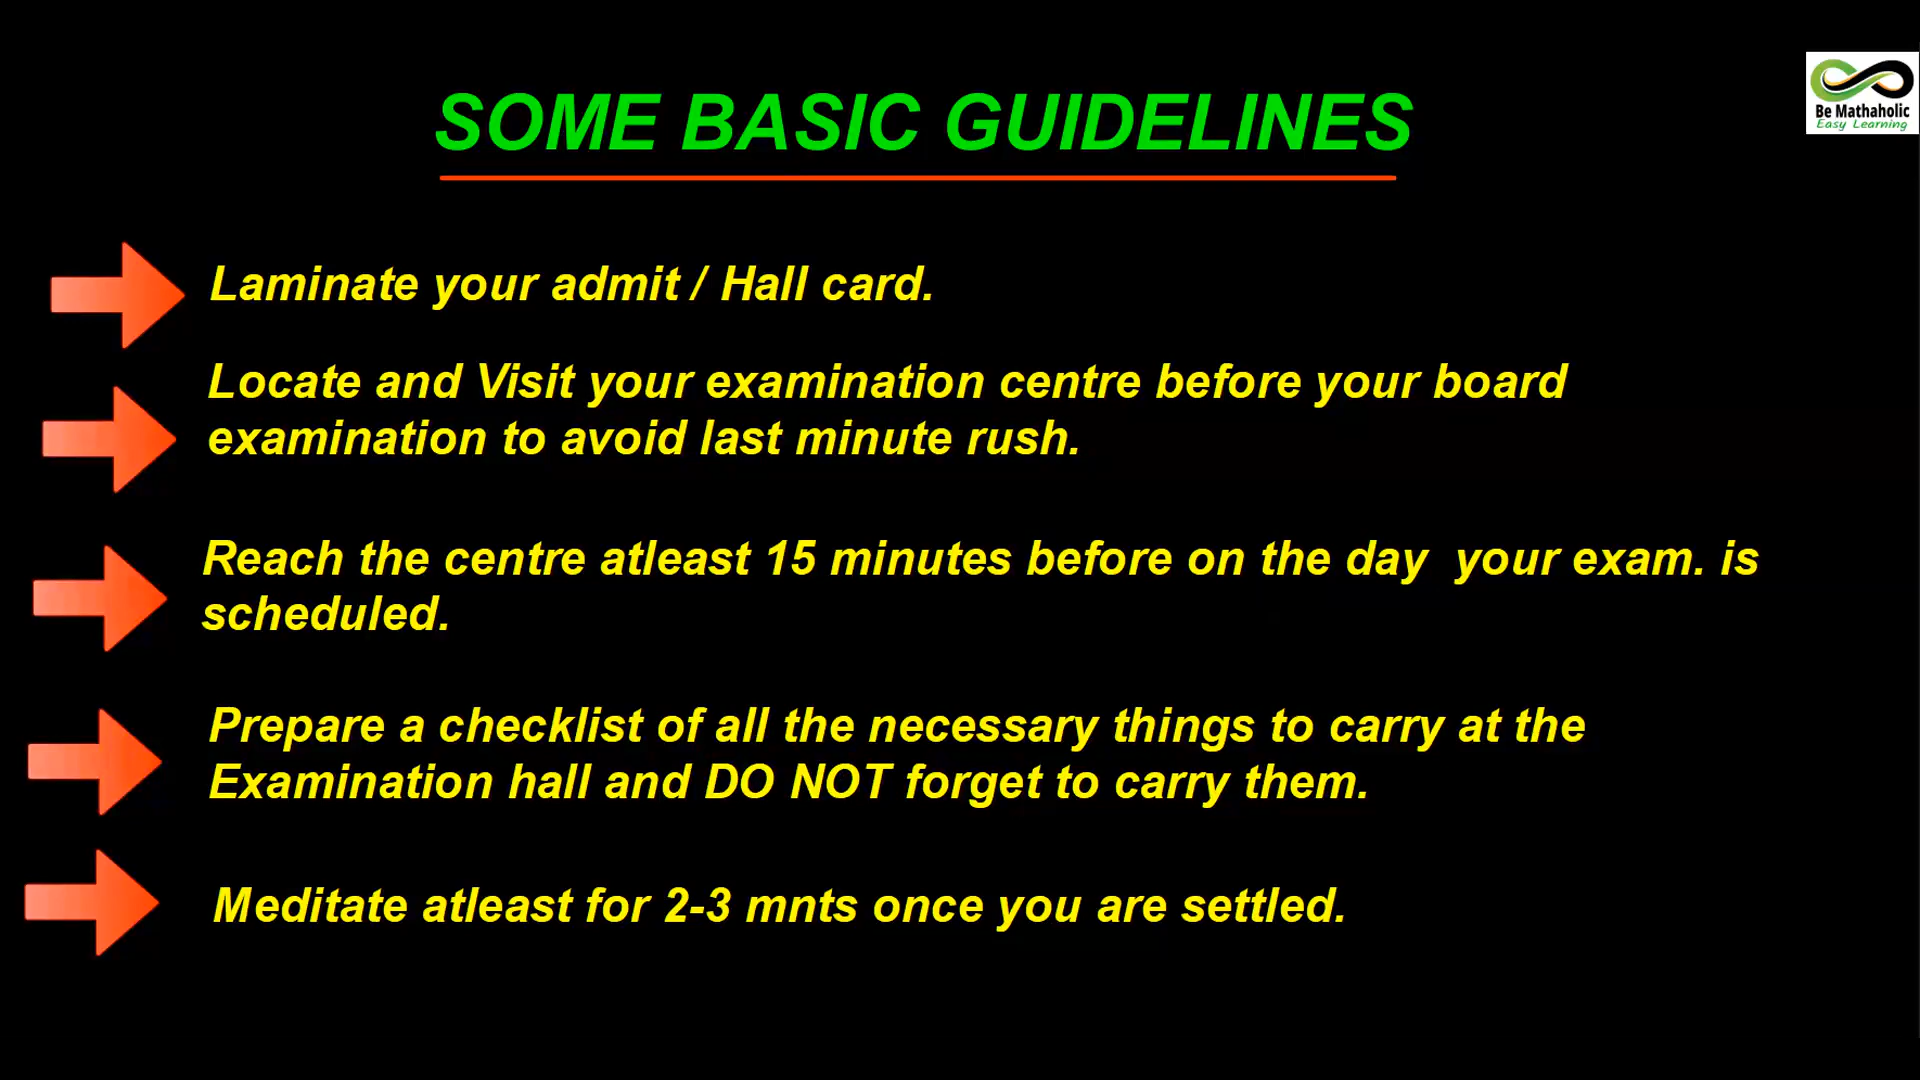 SOME BASIC GUIDELINES
Be Mathaholic
Easy Learning
Laminate your admit / Hall card.
Locate and Visit your examination centre before your board
examination to avoid last minute rush.
Reach the centre atleast 15 minutes before on the day  your exam. is
scheduled.
Prepare a checklist of all the necessary things to carry at the
Examination hall and DO NOT forget to carry them.
Meditate atleast for 2-3 mnts once you are settled.